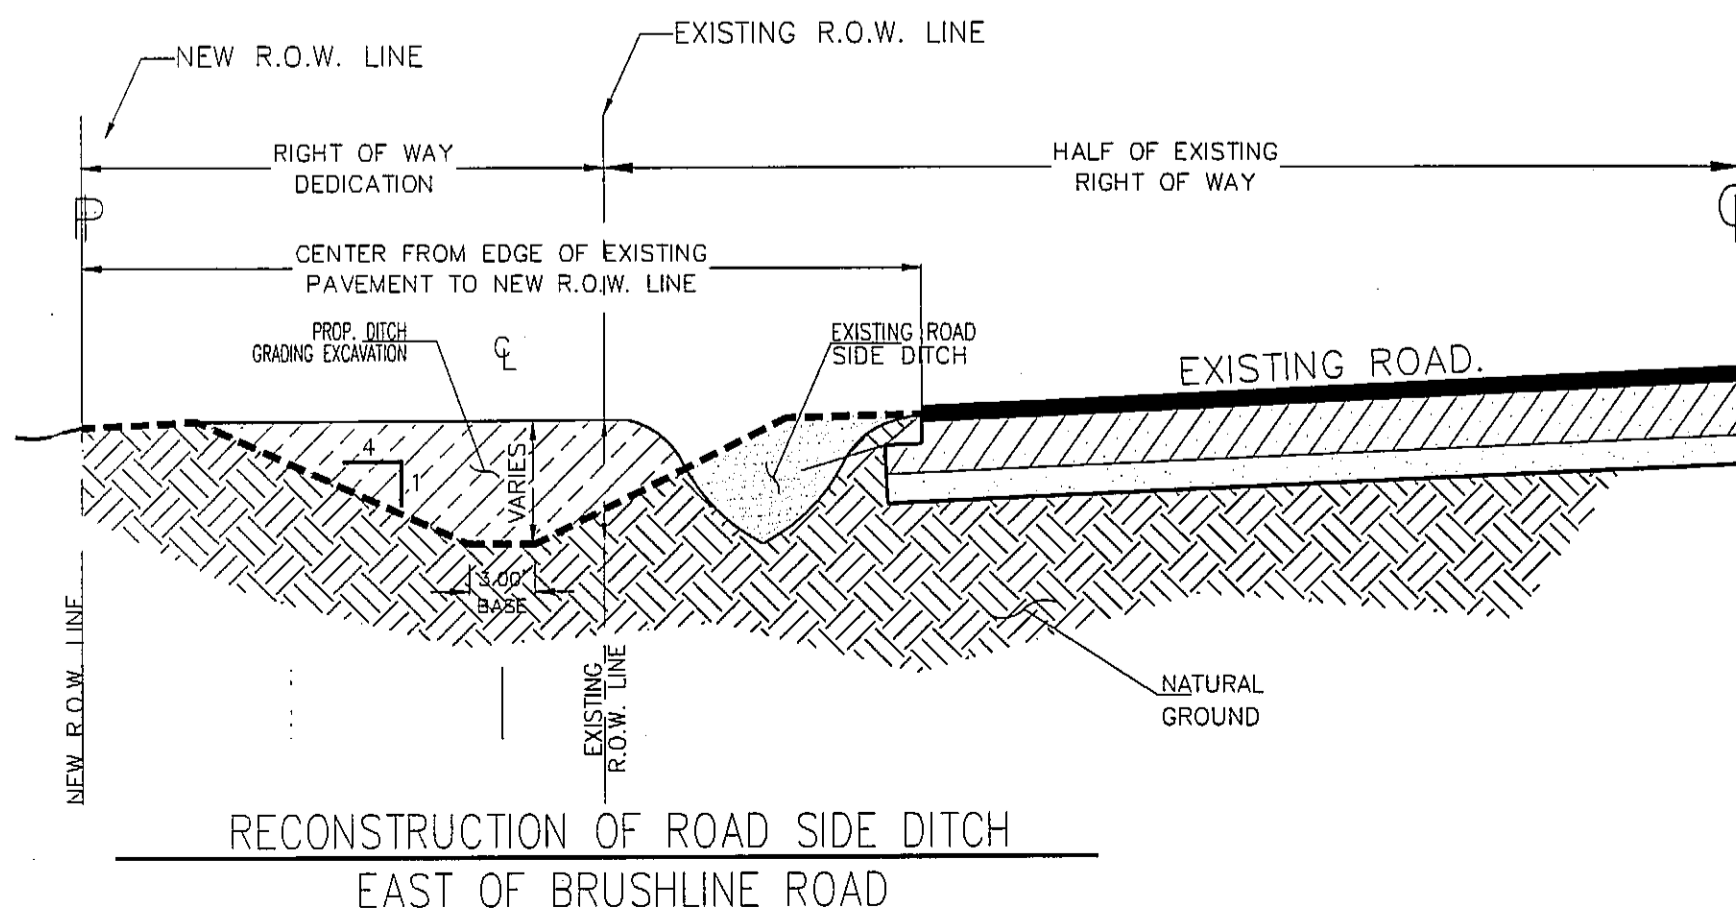 NEW R.O.W. LINE
EXISTING R.O.W. LINE
RIGHT OF WAY
DEDICATION
HALF OF EXISTING
RIGHT OF WAY
CENTER FROM EDGE OF EXISTING
PAVEMENT TO NEW R.O.W. LINE
PROP. DITCH
GRADING EXCAVATION
EXISTING ROAD
SIDE DITCH
EXISTING ROAD.
4
1
VARIES
3.00'
BASE
NEW R.O.W. LINE
EXISTING
R.O.W. LINE
NATURAL
GROUND
RECONSTRUCTION OF ROAD SIDE DITCH
EAST OF BRUSHLINE ROAD